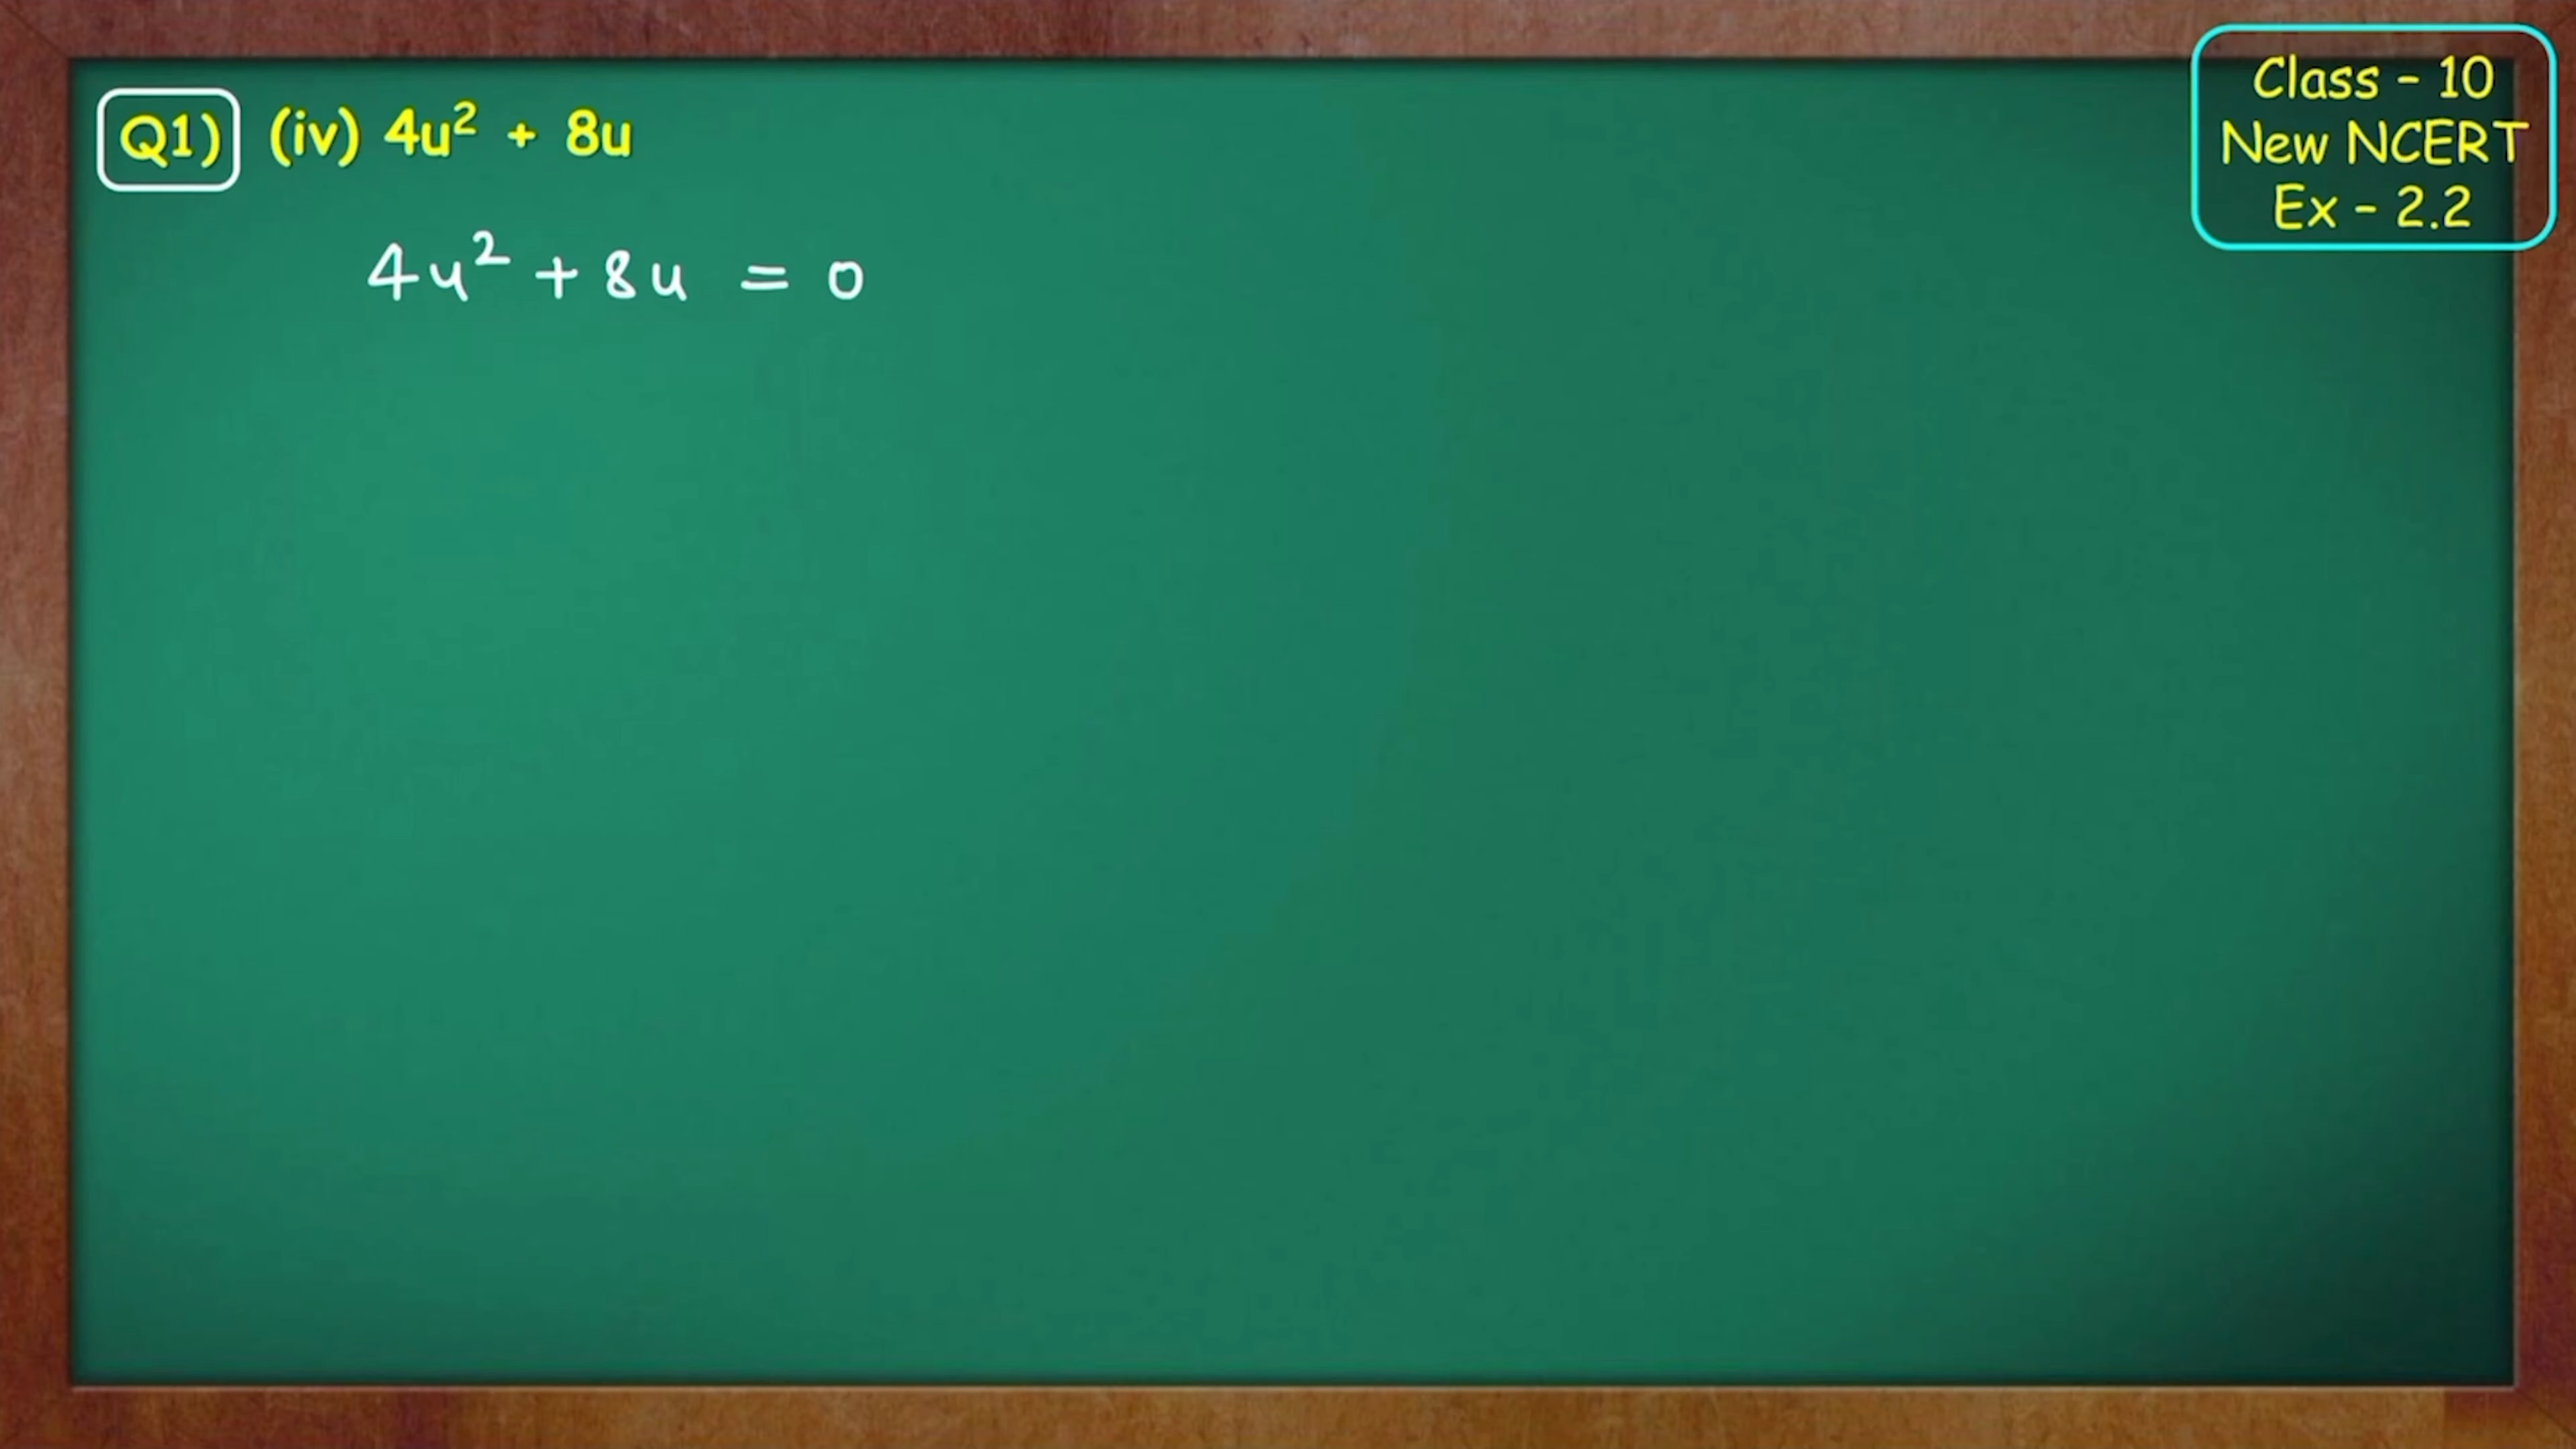 Q1) (iv) 4u² + 8u
4u² + 8u = 0
Class - 10
New NCERT
Ex - 2.2